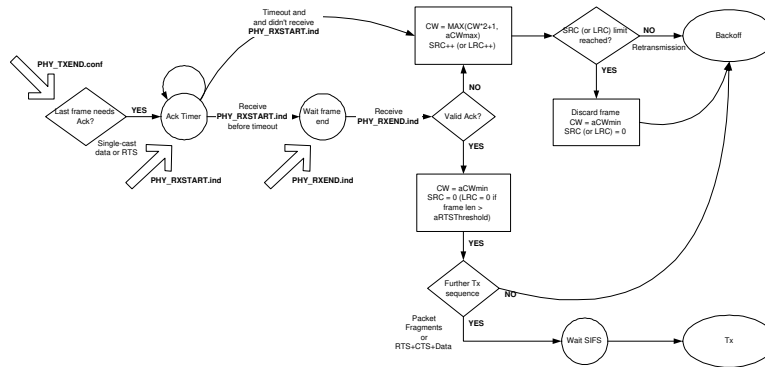 Timeout and
and didn't receive
PHY_RXSTART.ind
CW = MAX(CW*2+1,
aCWmax)
SRC++ (or LRC++)
SRC (or LRC) limit
reached?
NO
Retransmission
Backoff
PHY_TXEND.conf
YES
NO
Last frame needs
Ack?
YES
Ack Timer
Receive
PHY_RXSTART.ind
before timeout
Wait frame
end
Receive
PHY_RXEND.ind
Valid Ack?
Discard frame
CW = aCWmin
SRC (or LRC) = 0
Single-cast
data or RTS
PHY_RXSTART.ind
PHY_RXEND.ind
YES
CW = aCWmin
SRC = 0 (LRC = 0 if
frame len >
aRTSThreshold)
YES
Further Tx
sequence
NO
Packet
Fragments
or
RTS+CTS+Data
YES
Wait SIFS
Tx